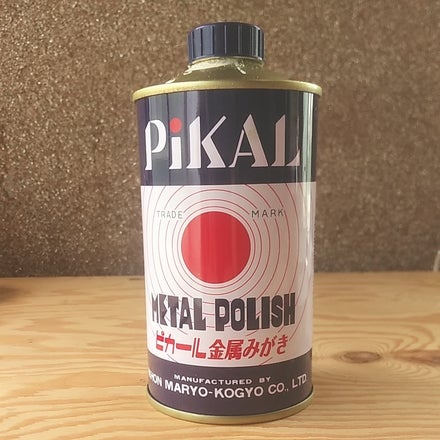 PiKAL
TRADE MARK
METAL POLISH
ピカール金属みがき
MANUFACTURED BY
MARYO-KOGYO CO., LTD.